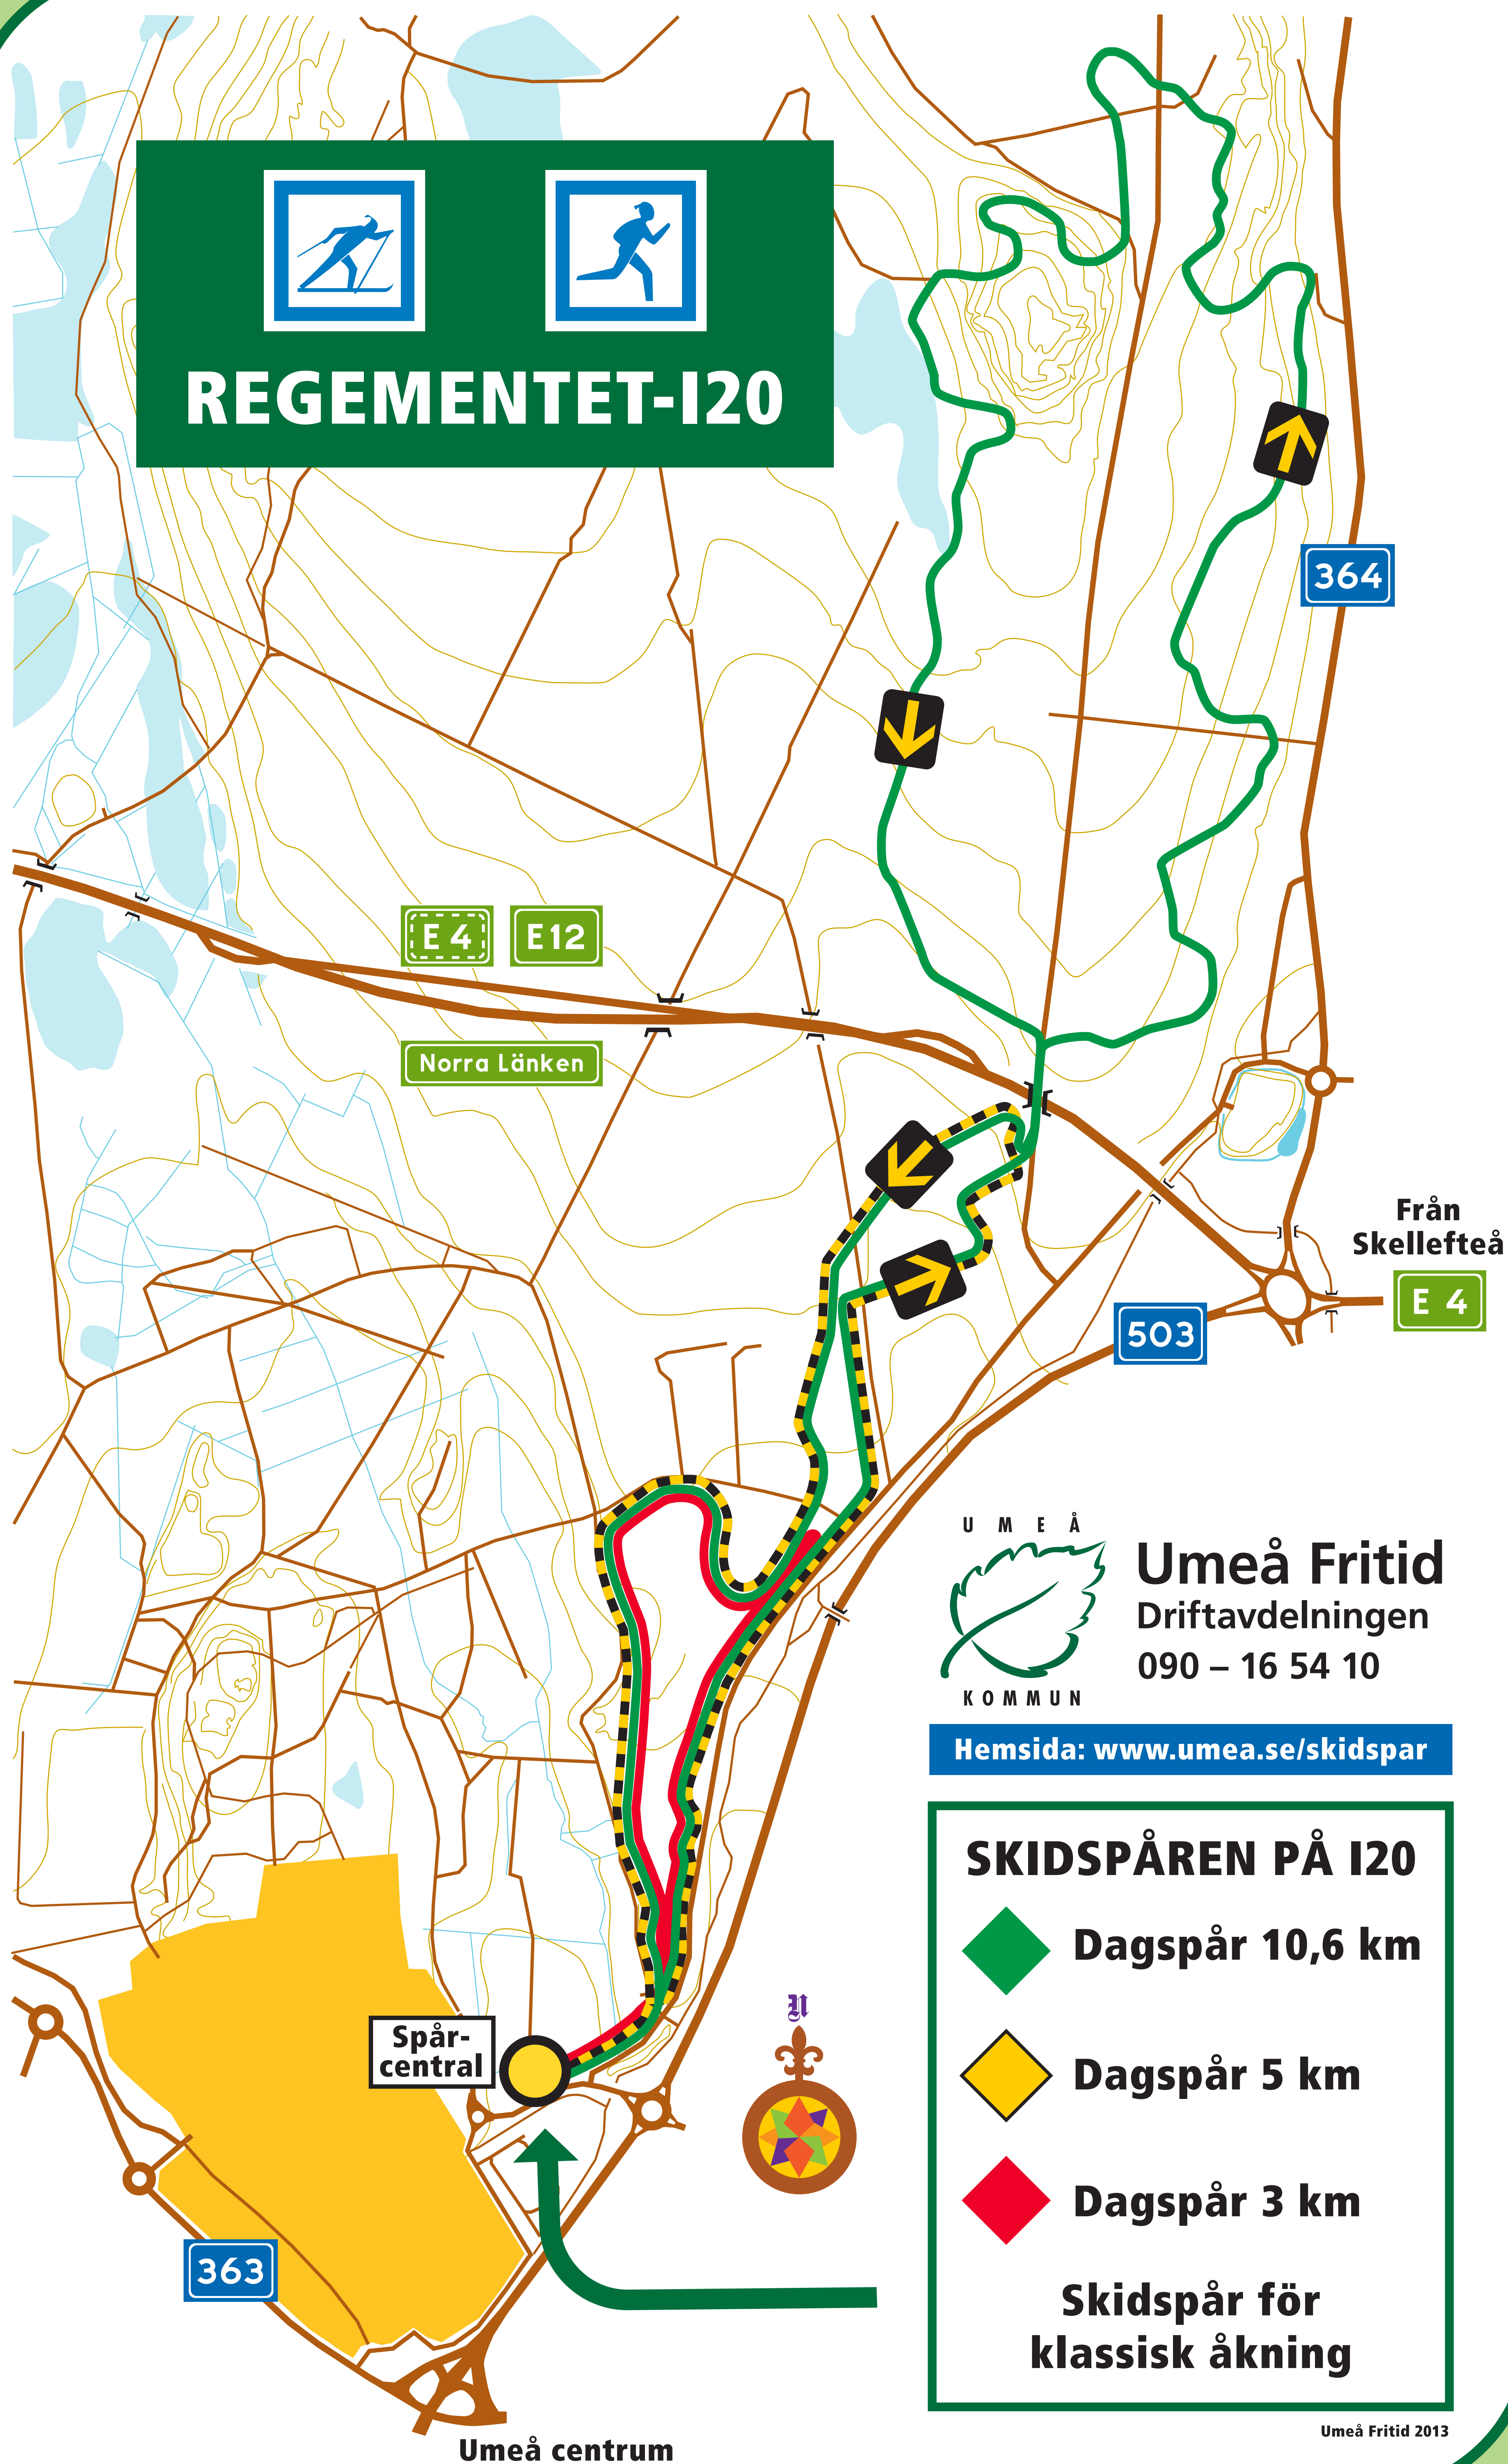 REGEMENTET-I20
364
E 4
E12
Norra Länken
Från
Skellefteå
E 4
503
UMEÅ
KOMMUN
Umeå Fritid
Driftavdelningen
090 – 16 54 10
Hemsida: www.umea.se/skidspar
SKIDSPÅREN PÅ I20
Dagspår 10,6 km
Dagspår 5 km
Dagspår 3 km
Skidspår för
klassisk åkning
Spår-
central
N
363
Umeå centrum
Umeå Fritid 2013